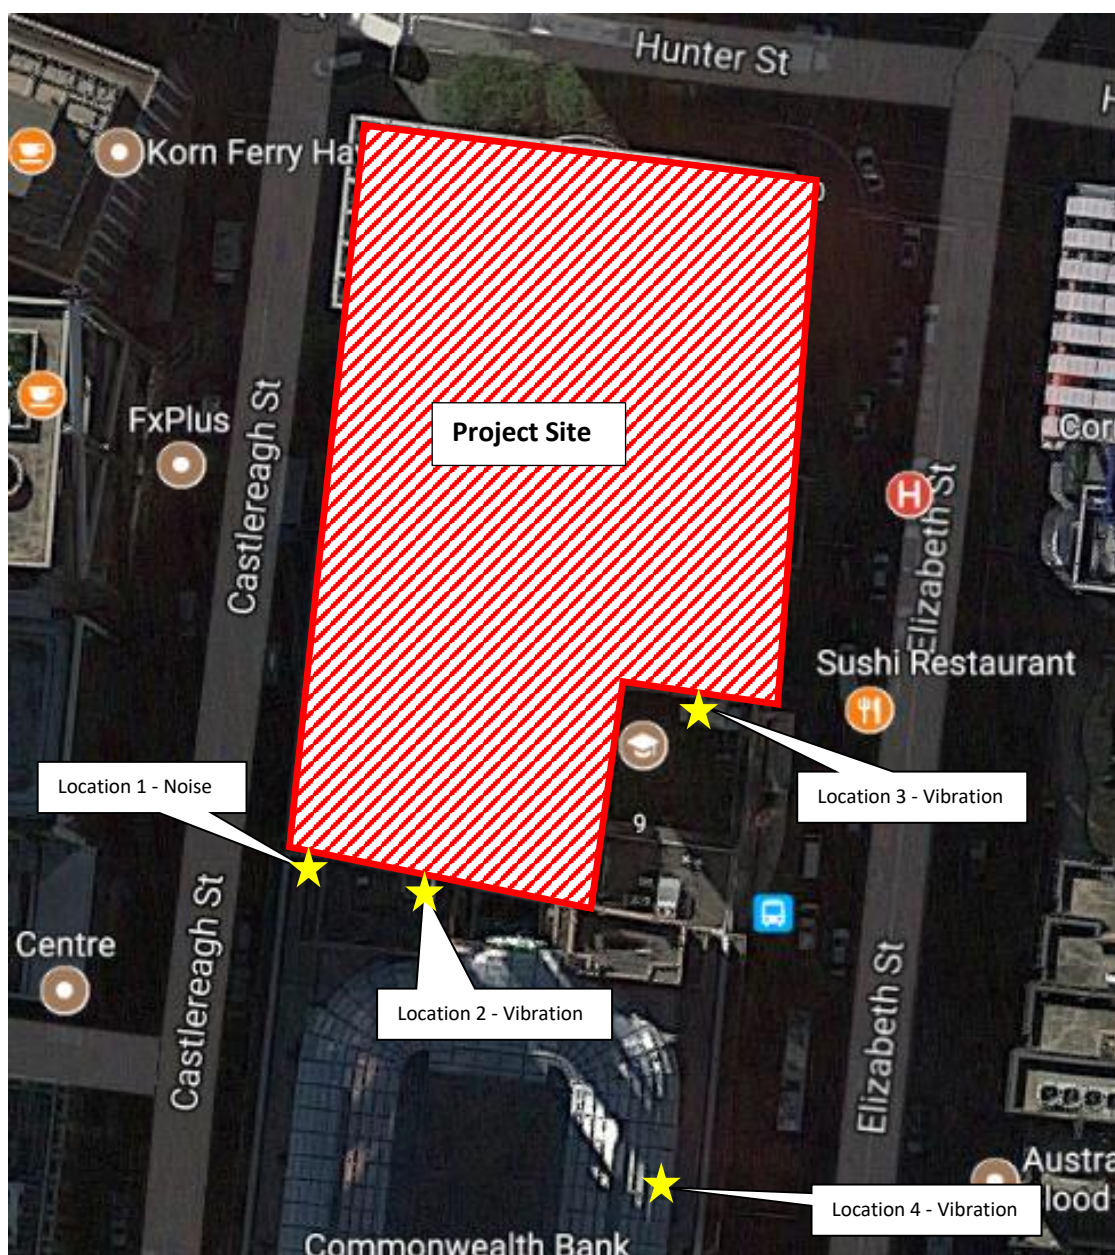 St
Hunter St
Korn Ferry Ha
FxPlus
Castlereagh St
Project Site
Cor
H
Elizabeth St
Sushi Restaurant
Location 1 - Noise
Location 3 - Vibration
9
Castlereagh St
Centre
Location 2 - Vibration
Elizabeth St
Austra
lood
Location 4 - Vibration
Commonwealth Bank